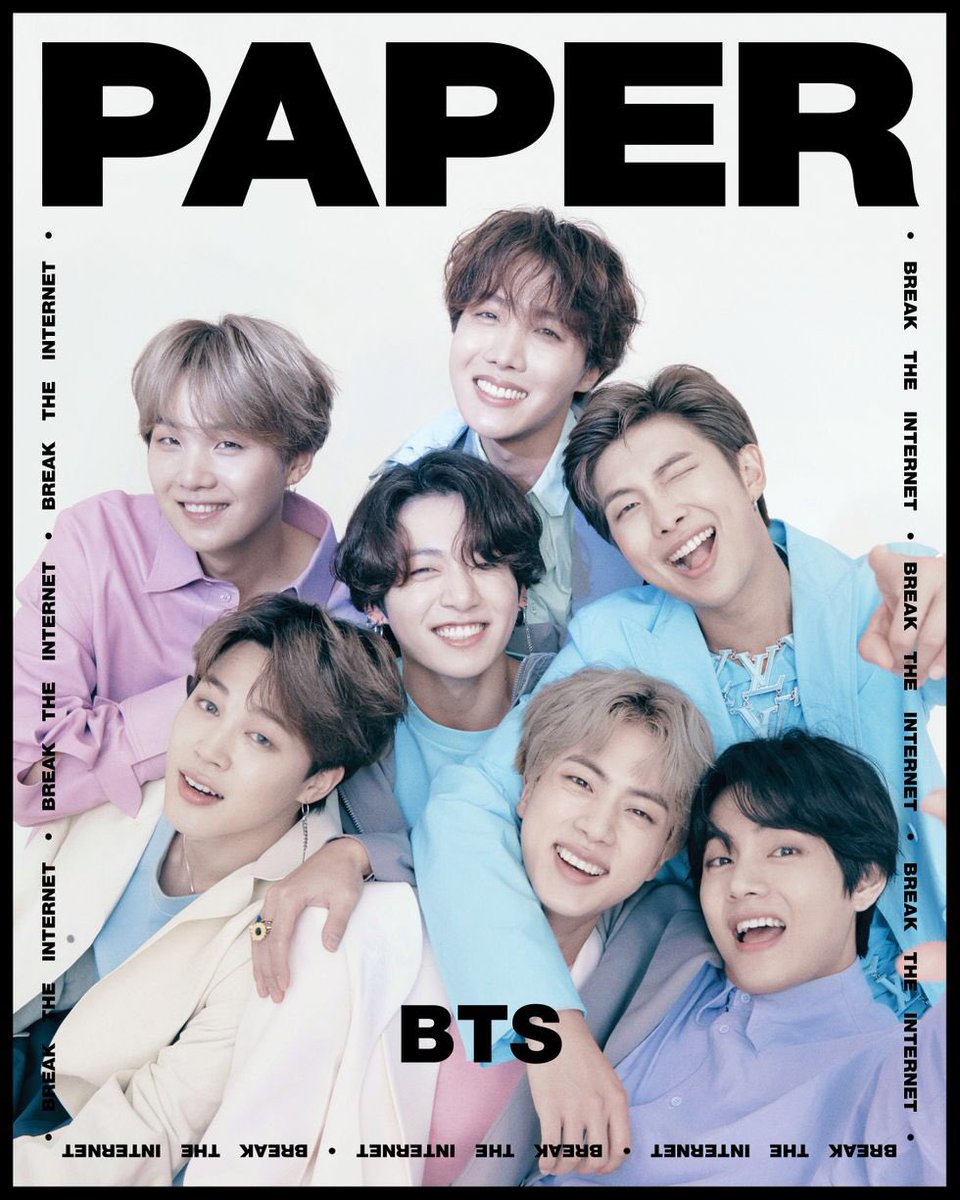 PAPER
• BREAK THE INTERNET • BREAK THE INTERNET • BREAK THE INTERNET •
• BREAK THE INTERNET • BREAK THE INTERNET • BREAK THE INTERNET •
BTS
BREAK THE INTERNET • BREAK THE INTERNET • BREAK THE INTERNET